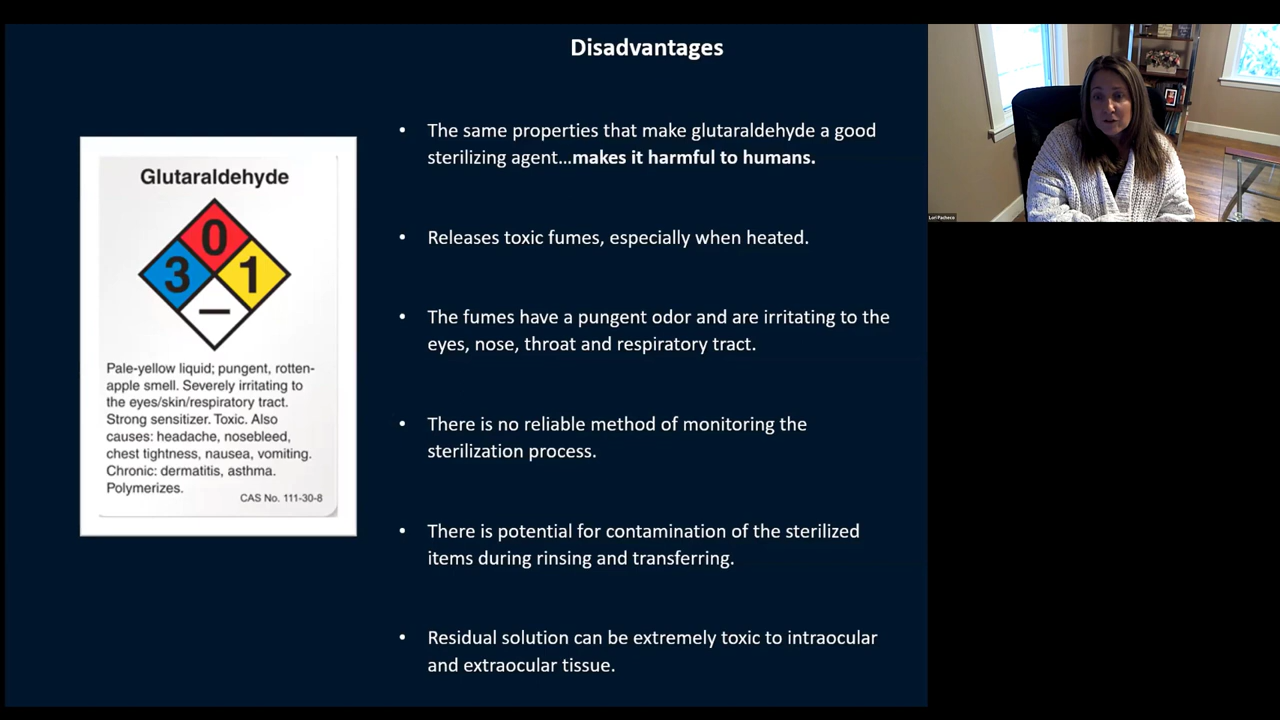 Disadvantages
Glutaraldehyde
0
3
1
—
Pale-yellow liquid; pungent, rotten-
apple smell. Severely irritating to
the eyes/skin/respiratory tract.
Strong sensitizer. Toxic. Also
causes: headache, nosebleed,
chest tightness, nausea, vomiting.
Chronic: dermatitis, asthma.
Polymerizes.
CAS No. 111-30-8
• The same properties that make glutaraldehyde a good
sterilizing agent…makes it harmful to humans.
• Releases toxic fumes, especially when heated.
• The fumes have a pungent odor and are irritating to the
eyes, nose, throat and respiratory tract.
• There is no reliable method of monitoring the
sterilization process.
• There is potential for contamination of the sterilized
items during rinsing and transferring.
• Residual solution can be extremely toxic to intraocular
and extraocular tissue.
Lori Pacheco